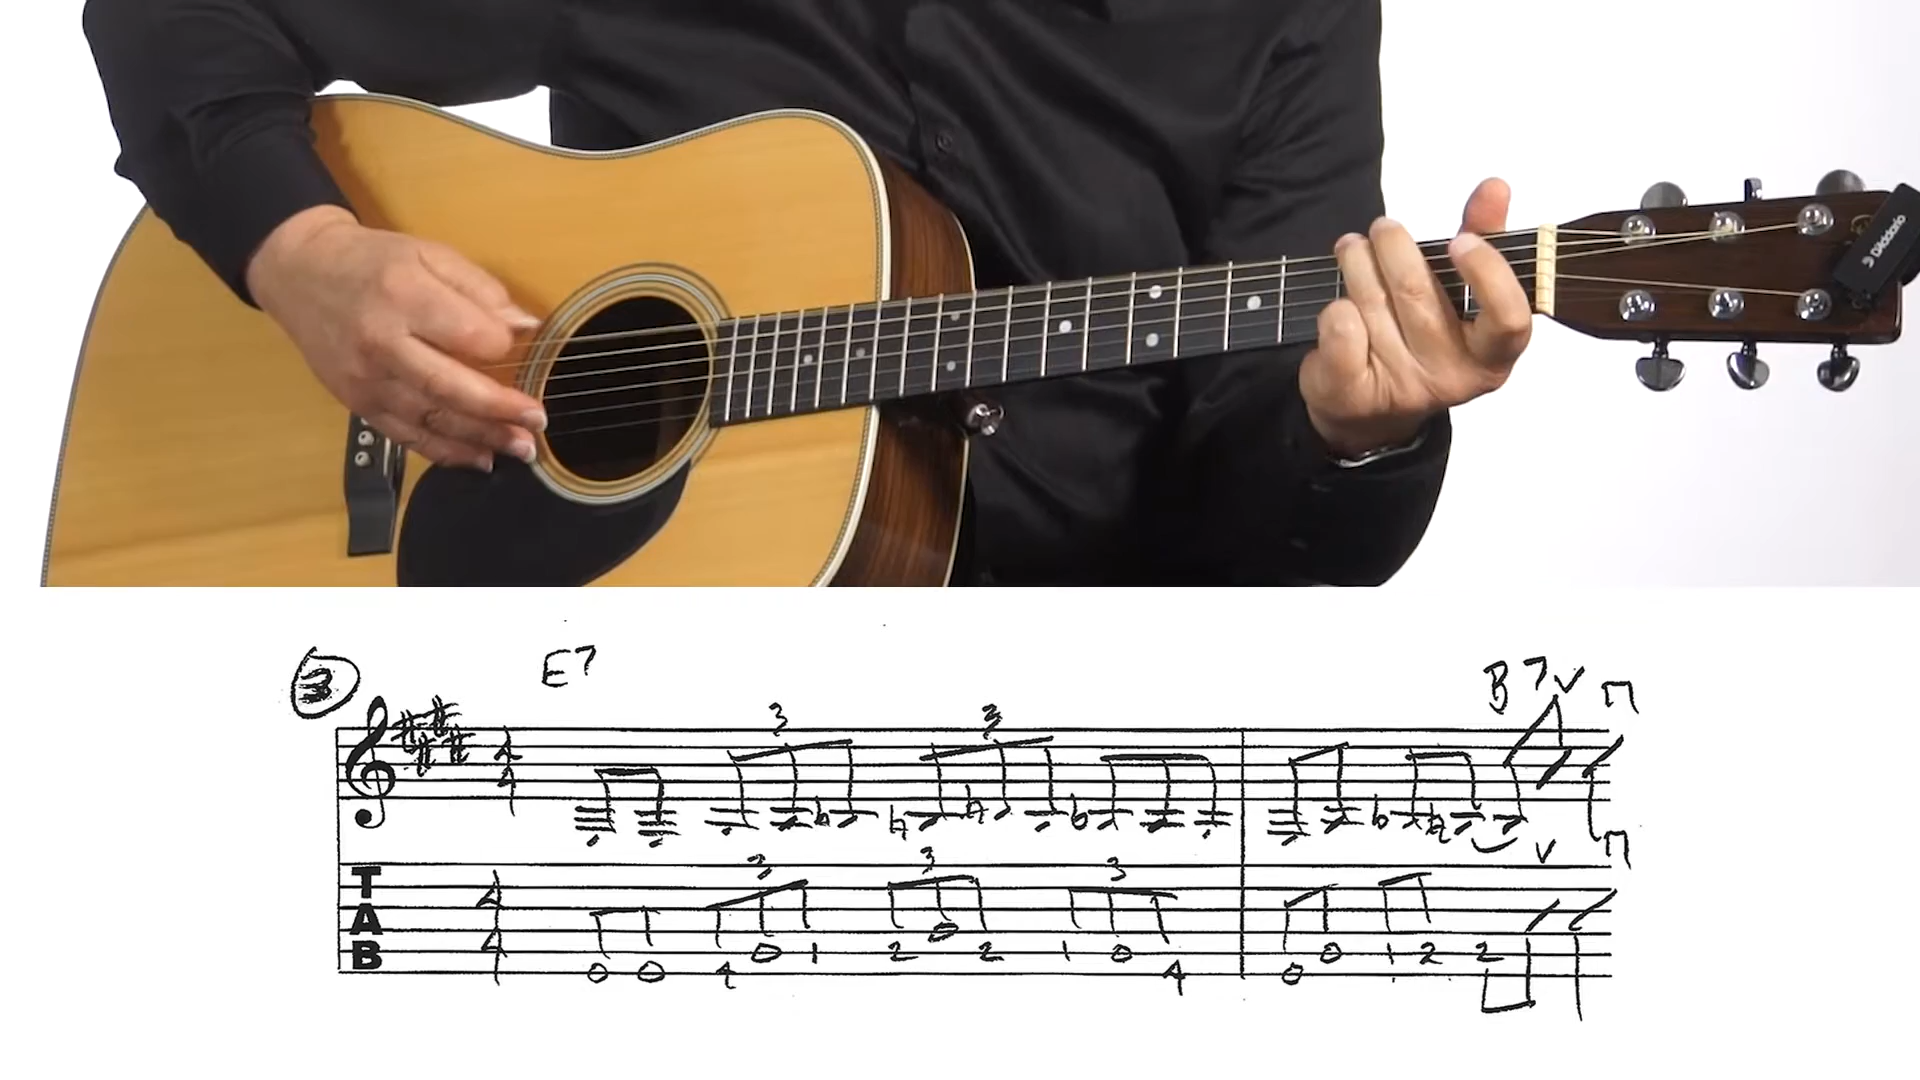 D'Addario
3
E7
B7 V П
3 3
4
4
V П
3 3 3
TAB
4
4
0 0 4 0 1 2 0 2 1 0 4 0 0 1 2 2